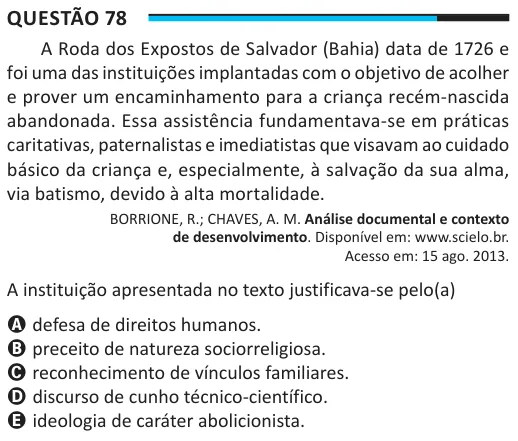 QUESTÃO 78
A Roda dos Expostos de Salvador (Bahia) data de 1726 e
foi uma das instituições implantadas com o objetivo de acolher
e prover um encaminhamento para a criança recém-nascida
abandonada. Essa assistência fundamentava-se em práticas
caritativas, paternalistas e imediatistas que visavam ao cuidado
básico da criança e, especialmente, à salvação da sua alma,
via batismo, devido à alta mortalidade.
BORRIONE, R.; CHAVES, A. M. Análise documental e contexto
de desenvolvimento. Disponível em: www.scielo.br.
Acesso em: 15 ago. 2013.
A instituição apresentada no texto justificava-se pelo(a)
A defesa de direitos humanos.
B preceito de natureza sociorreligiosa.
C reconhecimento de vínculos familiares.
D discurso de cunho técnico-científico.
E ideologia de caráter abolicionista.